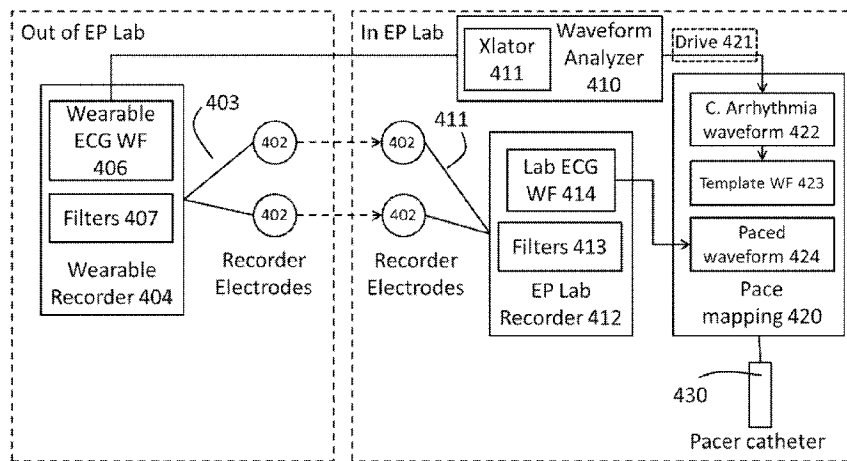 Out of EP Lab
Wearable
ECG WF
406
Filters 407
Wearable
Recorder 404
403
402
402
Recorder
Electrodes
In EP Lab
Xlator
411
Waveform
Analyzer
410
Drive 421
402
402
Recorder
Electrodes
411
Lab ECG
WF 414
Filters 413
EP Lab
Recorder 412
C. Arrhythmia
waveform 422
Template WF 423
Paced
waveform 424
Pace
mapping 420
430
Pacer catheter